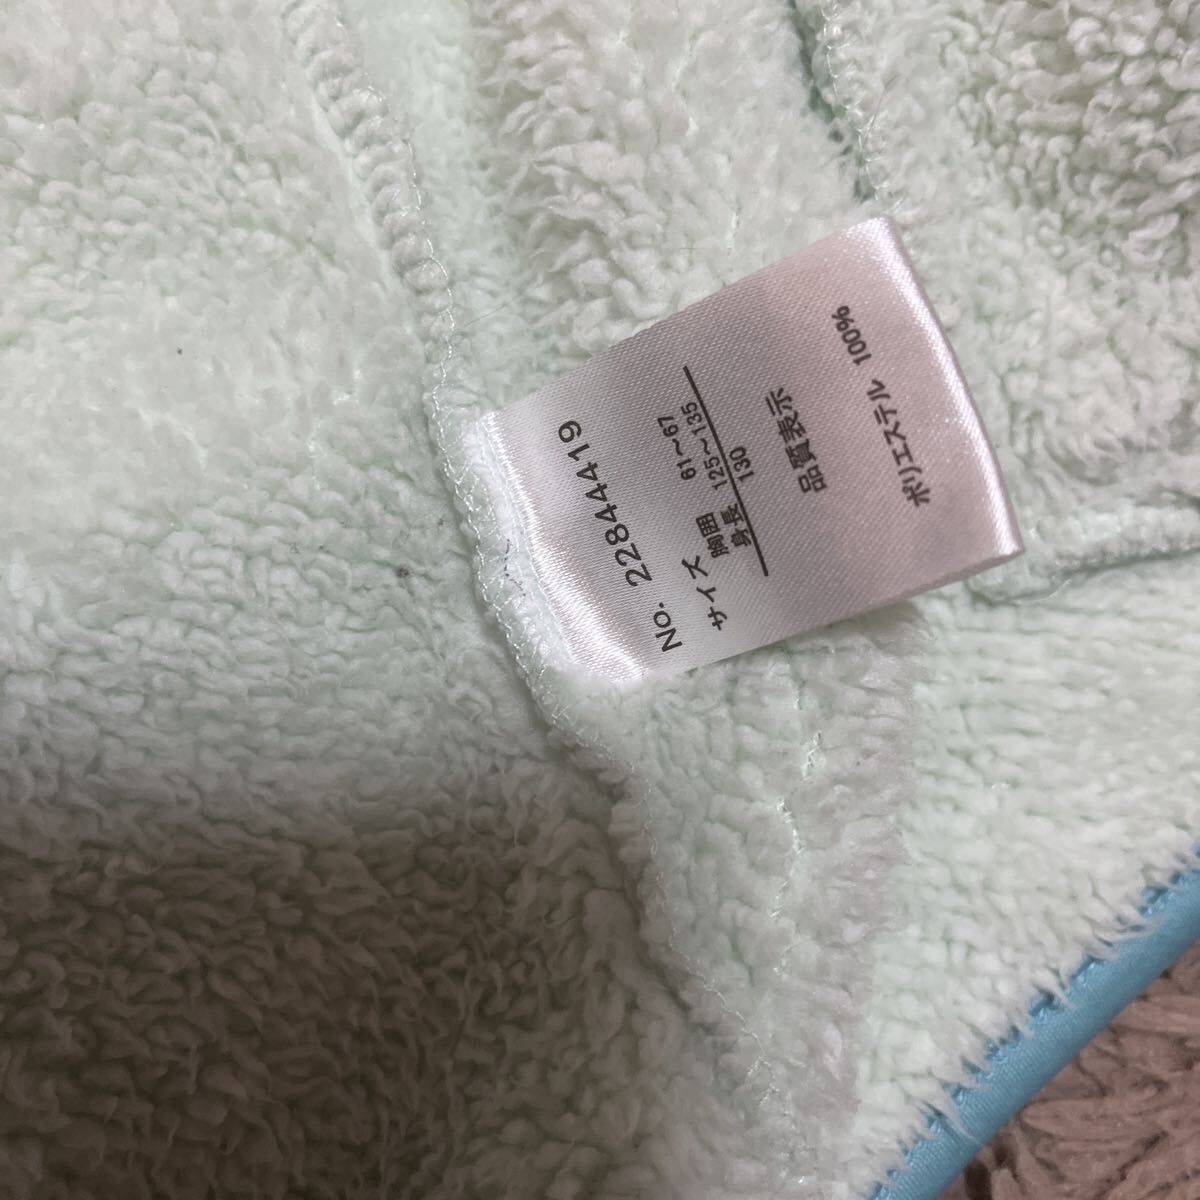 No. 22844419
サイズ
胸囲 61～67
身長 125～135
130
品質表示
ポリエステル 100%